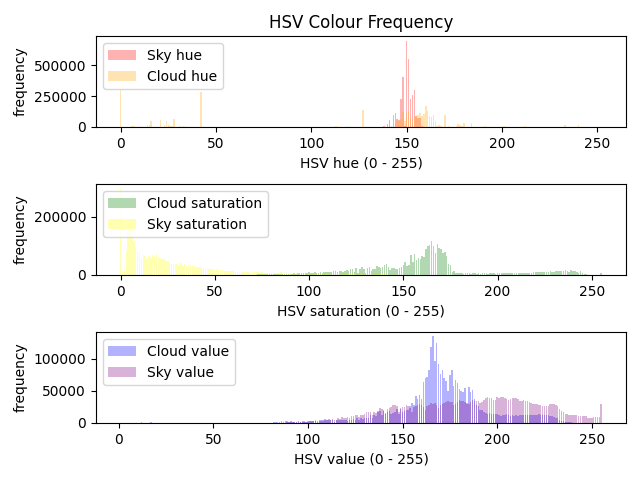 HSV Colour Frequency
frequency
500000
250000
0
Sky hue
Cloud hue
0 50 100 150 200 250
HSV hue (0 - 255)
frequency
200000
0
Cloud saturation
Sky saturation
0 50 100 150 200 250
HSV saturation (0 - 255)
frequency
100000
50000
0
Cloud value
Sky value
0 50 100 150 200 250
HSV value (0 - 255)